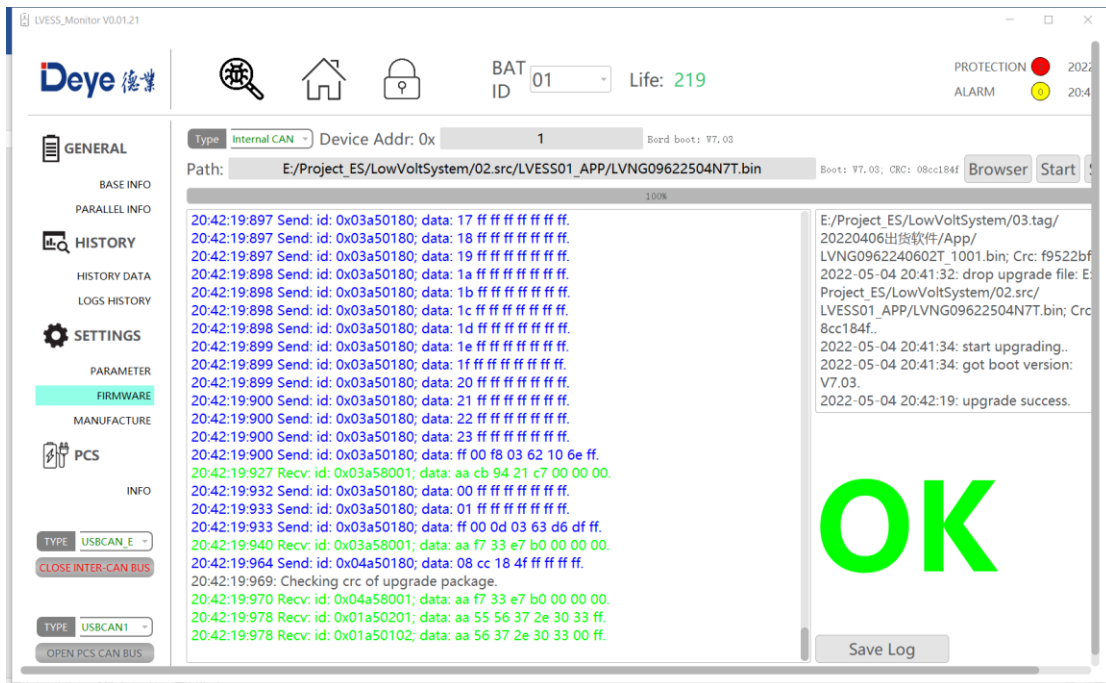 LVESS_Monitor V0.01.21
Deye 德業
BAT ID 01 Life: 219
PROTECTION 2022
ALARM 0 20:4
GENERAL
BASE INFO
PARALLEL INFO
HISTORY
HISTORY DATA
LOGS HISTORY
SETTINGS
PARAMETER
FIRMWARE
MANUFACTURE
PCS
INFO
TYPE USBCAN_E
CLOSE INTER-CAN BUS
TYPE USBCAN1
OPEN PCS CAN BUS
Type Internal CAN Device Addr: 0x 1 Bord boot: V7.03
Path: E:/Project_ES/LowVoltSystem/02.src/LVESS01_APP/LVNG09622504N7T.bin Boot: V7.03, CRC: 08cc184f Browser Start
100%
20:42:19:897 Send: id: 0x03a50180; data: 17 ff ff ff ff ff ff ff.
20:42:19:897 Send: id: 0x03a50180; data: 18 ff ff ff ff ff ff ff.
20:42:19:897 Send: id: 0x03a50180; data: 19 ff ff ff ff ff ff ff.
20:42:19:898 Send: id: 0x03a50180; data: 1a ff ff ff ff ff ff ff.
20:42:19:898 Send: id: 0x03a50180; data: 1b ff ff ff ff ff ff ff.
20:42:19:898 Send: id: 0x03a50180; data: 1c ff ff ff ff ff ff ff.
20:42:19:898 Send: id: 0x03a50180; data: 1d ff ff ff ff ff ff ff.
20:42:19:899 Send: id: 0x03a50180; data: 1e ff ff ff ff ff ff ff.
20:42:19:899 Send: id: 0x03a50180; data: 1f ff ff ff ff ff ff ff.
20:42:19:899 Send: id: 0x03a50180; data: 20 ff ff ff ff ff ff ff.
20:42:19:900 Send: id: 0x03a50180; data: 21 ff ff ff ff ff ff ff.
20:42:19:900 Send: id: 0x03a50180; data: 22 ff ff ff ff ff ff ff.
20:42:19:900 Send: id: 0x03a50180; data: 23 ff ff ff ff ff ff ff.
20:42:19:900 Send: id: 0x03a50180; data: ff 00 f8 03 62 10 6e ff.
20:42:19:927 Recv: id: 0x03a58001; data: aa cb 94 21 c7 00 00 00.
20:42:19:932 Send: id: 0x03a50180; data: 00 ff ff ff ff ff ff ff.
20:42:19:933 Send: id: 0x03a50180; data: 01 ff ff ff ff ff ff ff.
20:42:19:933 Send: id: 0x03a50180; data: ff 00 0d 03 63 d6 df ff.
20:42:19:940 Recv: id: 0x03a58001; data: aa f7 33 e7 b0 00 00 00.
20:42:19:964 Send: id: 0x04a50180; data: 08 cc 18 4f ff ff ff ff.
20:42:19:969: Checking crc of upgrade package.
20:42:19:970 Recv: id: 0x04a58001; data: aa f7 33 e7 b0 00 00 00.
20:42:19:978 Recv: id: 0x01a50201; data: aa 55 56 37 2e 30 33 ff.
20:42:19:978 Recv: id: 0x01a50102; data: aa 56 37 2e 30 33 00 ff.
E:/Project_ES/LowVoltSystem/03.tag/
20220406出货软件/App/
LVNG0962240602T_1001.bin; Crc: f9522bf
2022-05-04 20:41:32: drop upgrade file: E:
Project_ES/LowVoltSystem/02.src/
LVESS01_APP/LVNG09622504N7T.bin; Crc
8cc184f..
2022-05-04 20:41:34: start upgrading..
2022-05-04 20:41:34: got boot version:
V7.03.
2022-05-04 20:42:19: upgrade success.
OK
Save Log